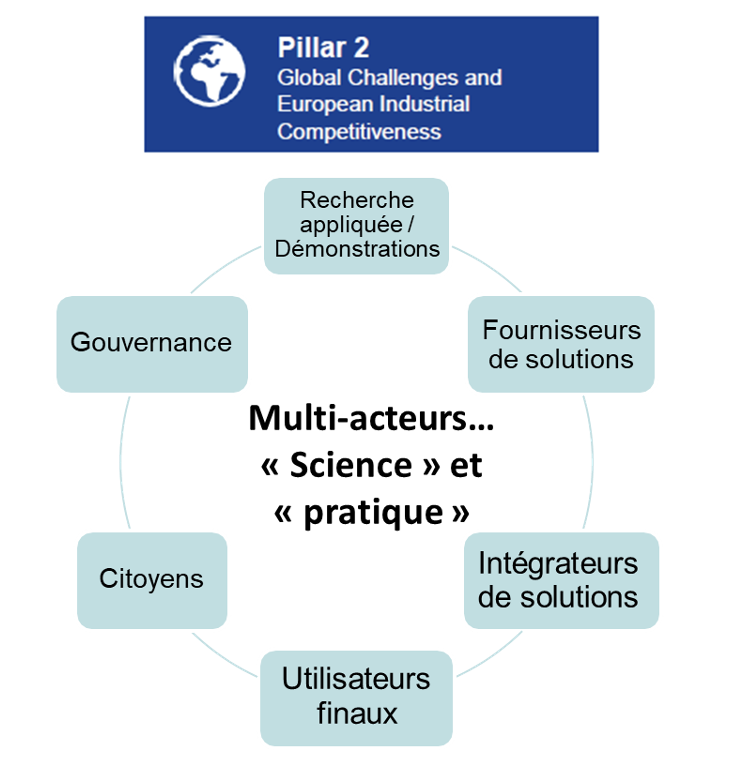 Pillar 2
Global Challenges and
European Industrial
Competitiveness
Recherche
appliquée /
Démonstrations
Gouvernance
Fournisseurs
de solutions
Multi-acteurs…
« Science » et
« pratique »
Citoyens
Intégrateurs
de solutions
Utilisateurs
finaux